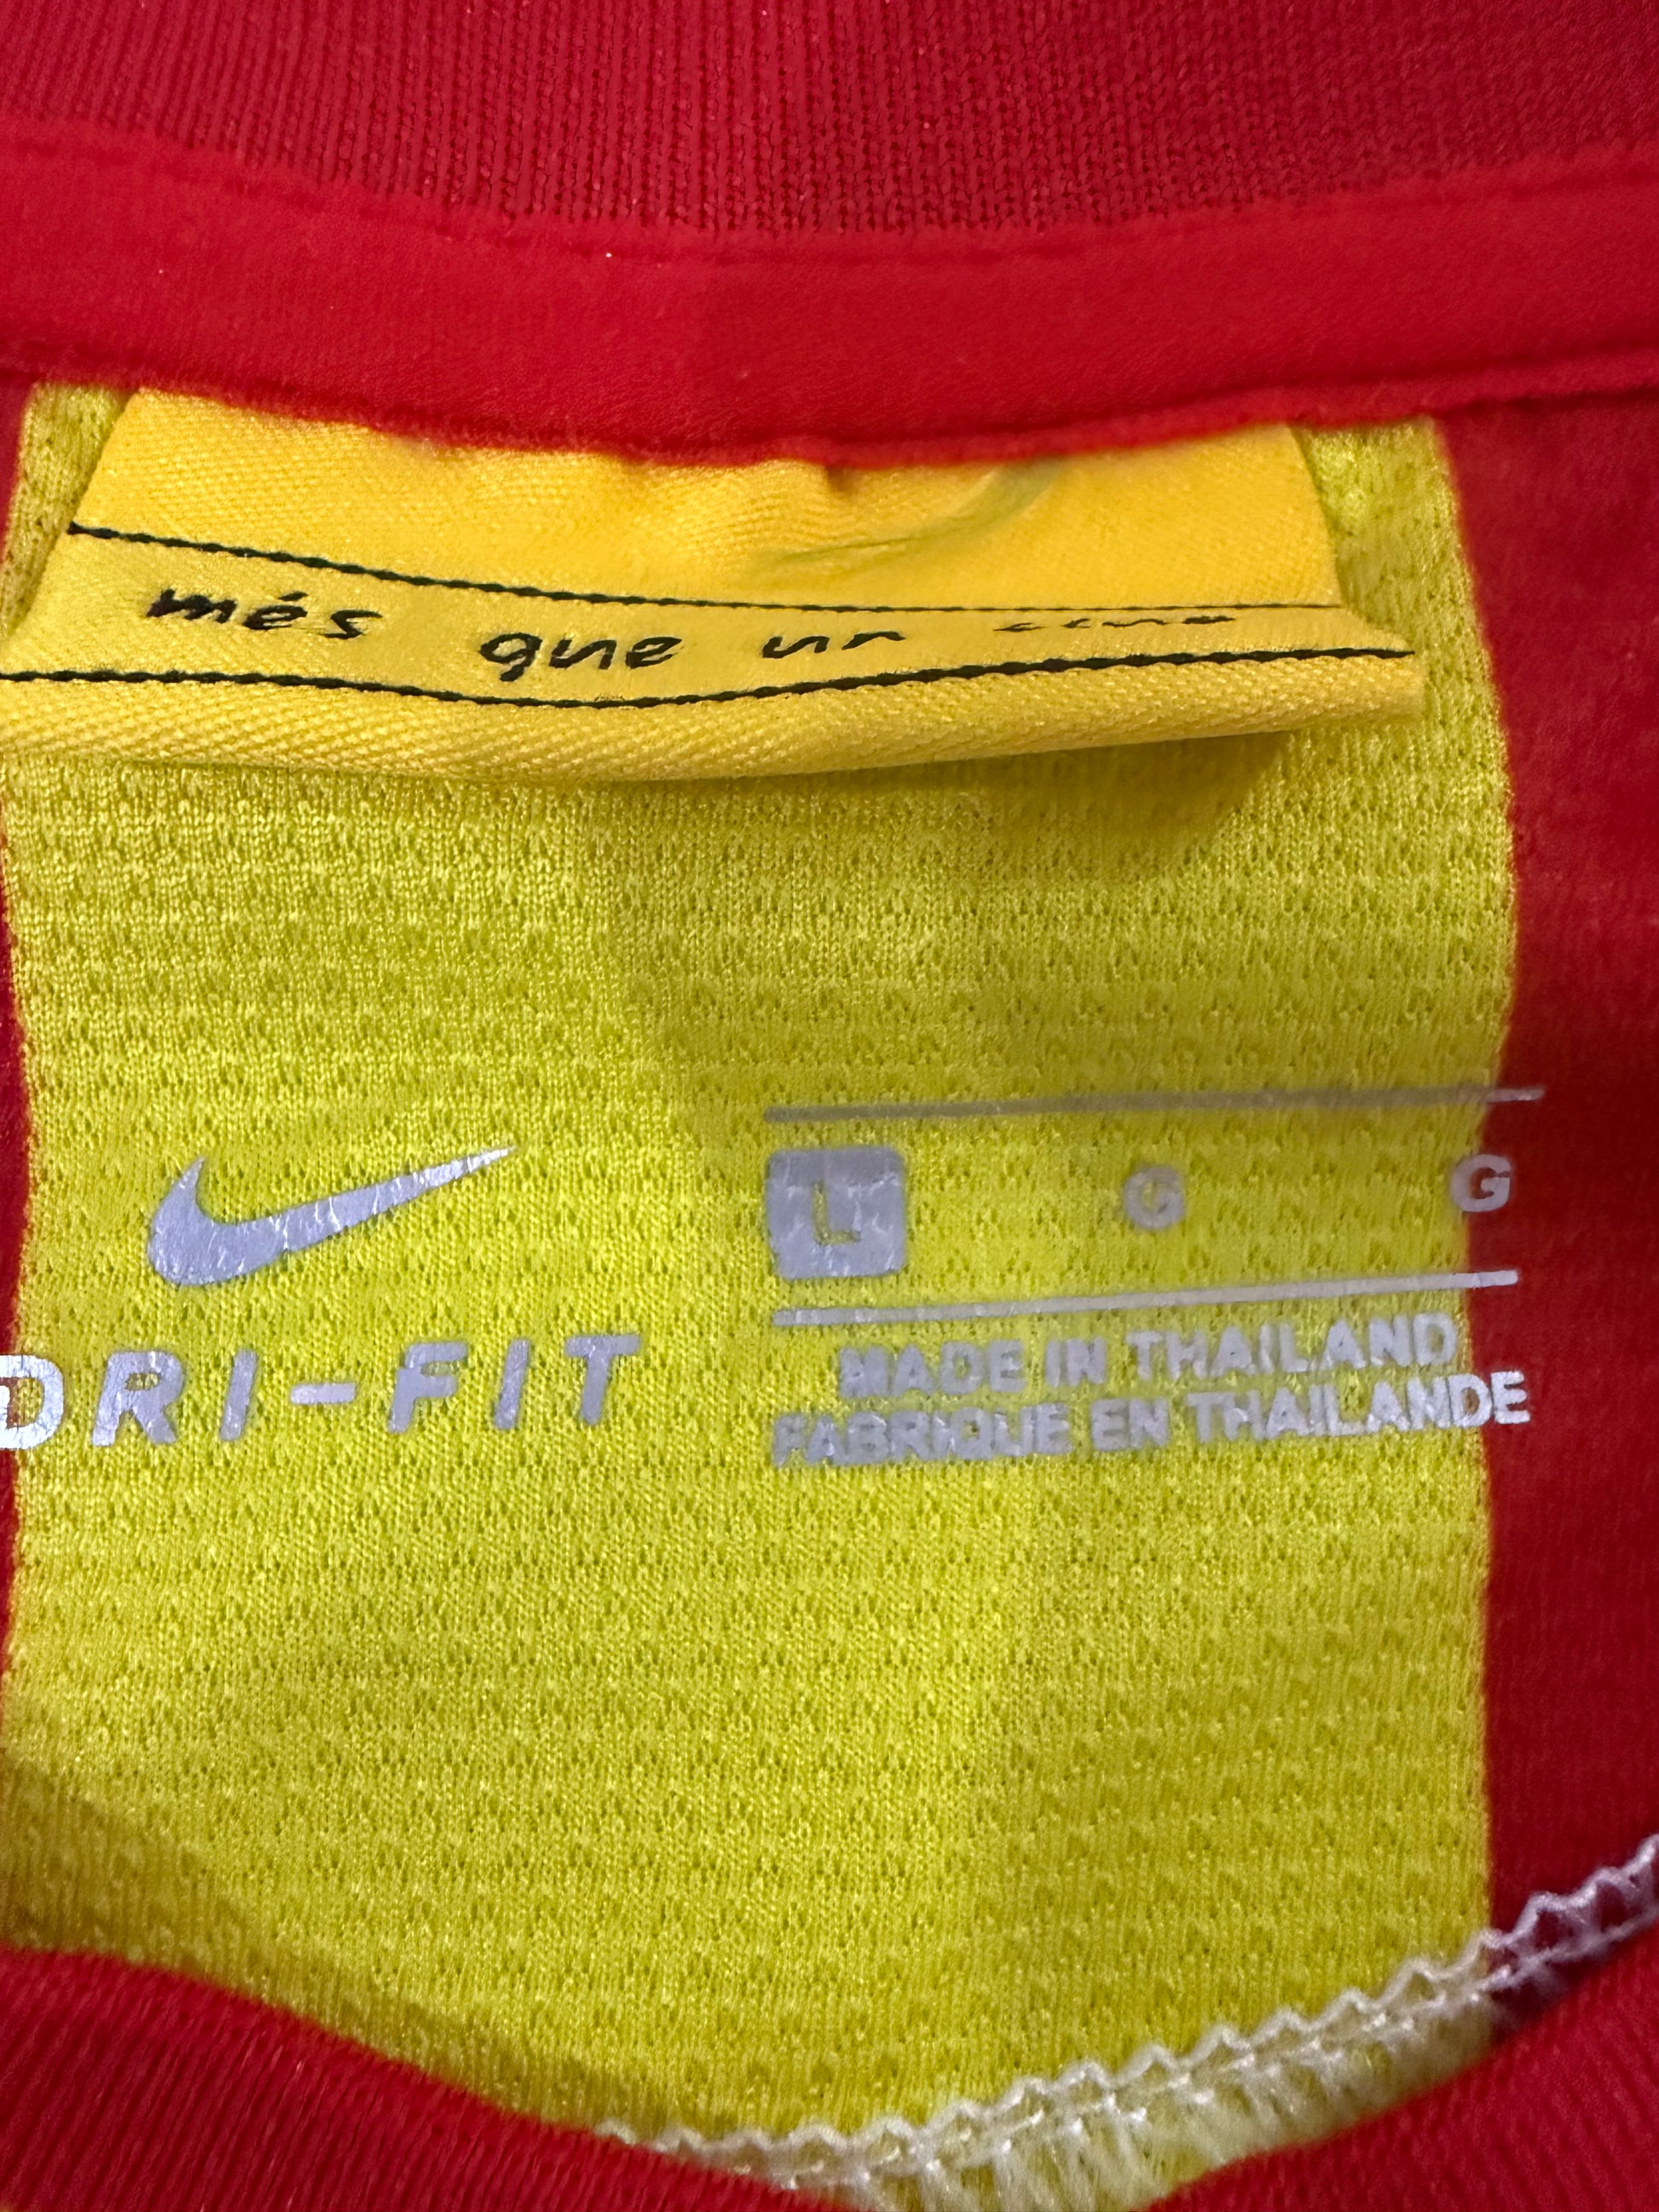 més que un
L G G
DRI-FIT
MADE IN THAILAND
FABRIQUE EN THAILANDE